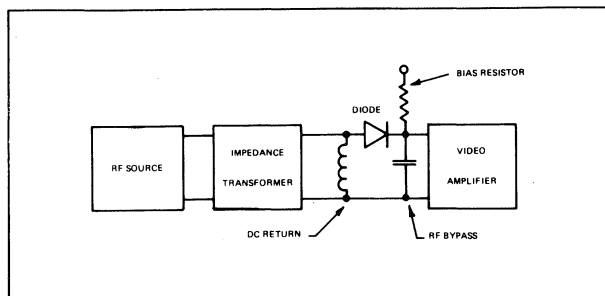 BIAS RESISTOR
DIODE
RF SOURCE
IMPEDANCE
TRANSFORMER
VIDEO
AMPLIFIER
DC RETURN
RF BYPASS